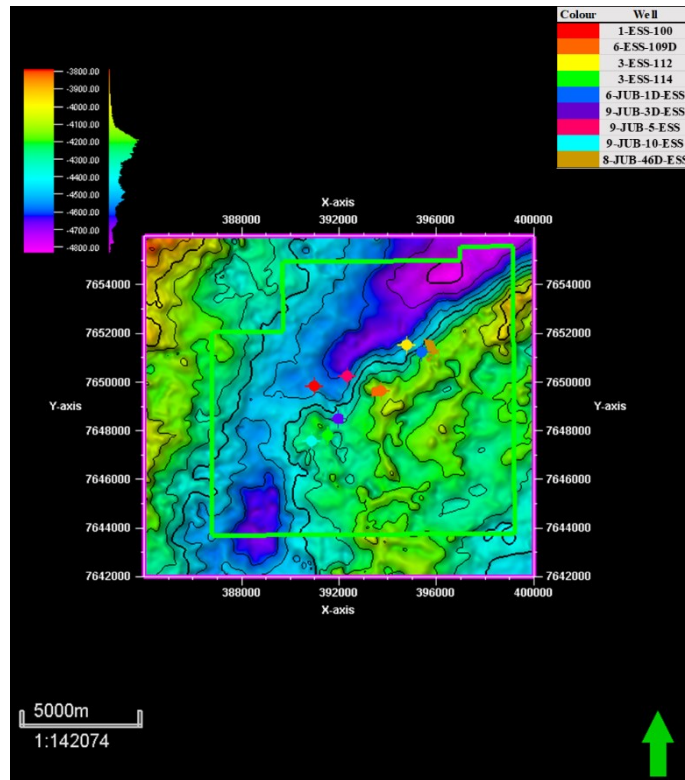 Colour Well
1-ESS-100
6-ESS-109D
3-ESS-112
3-ESS-114
6-JUB-1D-ESS
9-JUB-3D-ESS
9-JUB-5-ESS
9-JUB-10-ESS
8-JUB-46D-ESS
-3800.00
-4000.00
-4100.00
-4200.00
-4300.00
-4400.00
-4500.00
-4600.00
-4700.00
-4800.00
X-axis
388000 392000 396000 400000
7654000 7654000
7652000 7652000
7650000 7650000
Y-axis Y-axis
7648000 7648000
7646000 7646000
7644000 7644000
7642000 7642000
388000 392000 396000 400000
X-axis
5000m
1:142074